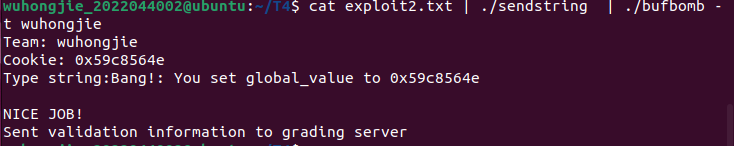 wuhongjie_2022044002@ubuntu:~/T4$ cat exploit2.txt | ./sendstring  | ./bufbomb -
t wuhongjie
Team: wuhongjie
Cookie: 0x59c8564e
Type string:Bang!: You set global_value to 0x59c8564e

NICE JOB!
Sent validation information to grading server